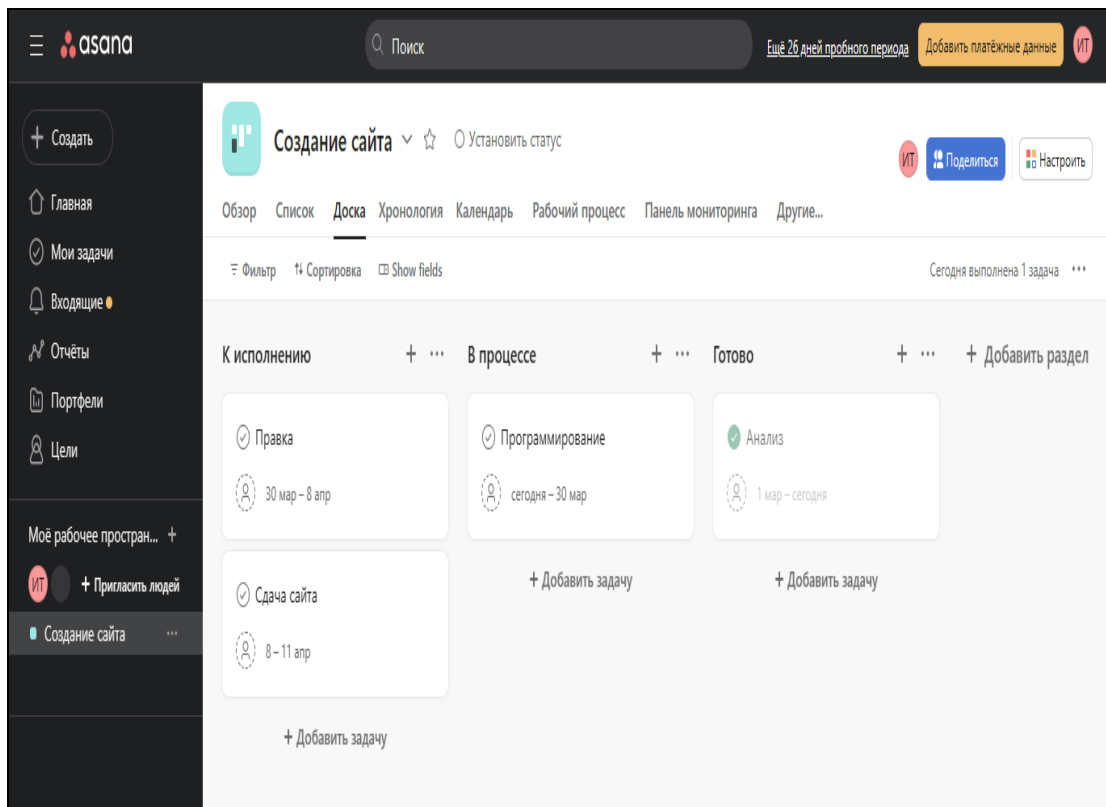 asana
Поиск
Ещё 26 дней пробного периода
Добавить платёжные данные
ИТ
+ Создать
Главная
Мои задачи
Входящие
Отчёты
Портфели
Цели
Моё рабочее простран... +
ИТ
+ Пригласить людей
Создание сайта ...
Создание сайта
Установить статус
ИТ
Поделиться
Настроить
Обзор Список Доска Хронология Календарь Рабочий процесс Панель мониторинга Другие...
Фильтр Сортировка Show fields
Сегодня выполнена 1 задача ...
К исполнению + ...
Правка
30 мар – 8 апр
Сдача сайта
8 – 11 апр
+ Добавить задачу
В процессе + ...
Программирование
сегодня – 30 мар
+ Добавить задачу
Готово + ...
Анализ
1 мар – сегодня
+ Добавить задачу
+ Добавить раздел